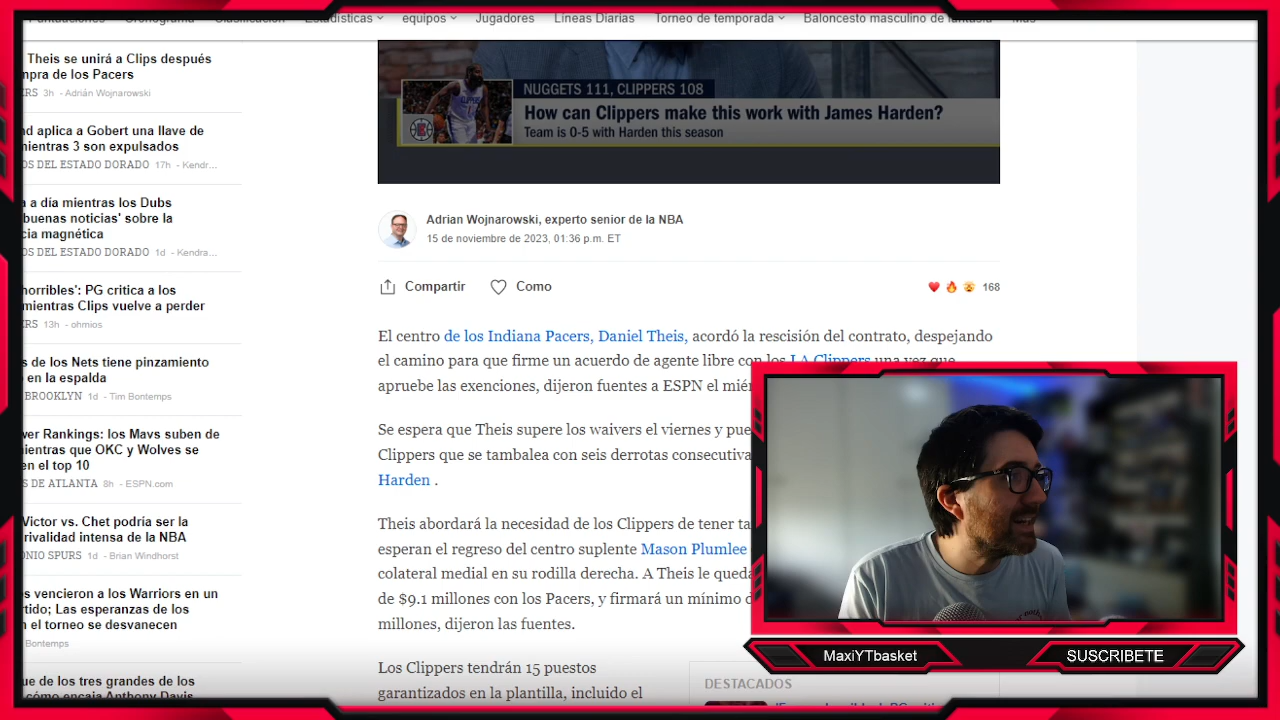 Puntuaciones Cronograma Clasificación Estadísticas equipos Jugadores Líneas Diarias Torneo de temporada Baloncesto masculino de fantasía Más
Theis se unirá a Clips después
mpra de los Pacers
ERS 3h - Adrián Wojnarowski
nd aplica a Gobert una llave de
mientras 3 son expulsados
OS DEL ESTADO DORADO 17h - Kendr...
a a día mientras los Dubs
'buenas noticias' sobre la
cia magnética
OS DEL ESTADO DORADO 1d - Kendra...
horribles': PG critica a los
mientras Clips vuelve a perder
ERS 13h - ohmios
s de los Nets tiene pinzamiento
en la espalda
BROOKLYN 1d - Tim Bontemps
wer Rankings: los Mavs suben de
mientras que OKC y Wolves se
en el top 10
S DE ATLANTA 8h - ESPN.com
Victor vs. Chet podría ser la
rivalidad intensa de la NBA
ONIO SPURS 1d - Brian Windhorst
s vencieron a los Warriors en un
rtido; Las esperanzas de los
n el torneo se desvanecen
Bontemps
ue de los tres grandes de los
cómo encaja Anthony Davis
NUGGETS 111, CLIPPERS 108
How can Clippers make this work with James Harden?
Team is 0-5 with Harden this season
Adrian Wojnarowski, experto senior de la NBA
15 de noviembre de 2023, 01:36 p.m. ET
Compartir Como 168
El centro de los Indiana Pacers, Daniel Theis, acordó la rescisión del contrato, despejando
el camino para que firme un acuerdo de agente libre con los LA Clippers una vez que
apruebe las exenciones, dijeron fuentes a ESPN el miér
Se espera que Theis supere los waivers el viernes y pue
Clippers que se tambalea con seis derrotas consecutiva
Harden .
Theis abordará la necesidad de los Clippers de tener ta
esperan el regreso del centro suplente Mason Plumlee
colateral medial en su rodilla derecha. A Theis le queda
de $9.1 millones con los Pacers, y firmará un mínimo d
millones, dijeron las fuentes.
Los Clippers tendrán 15 puestos
garantizados en la plantilla, incluido el
DESTACADOS
MaxiYTbasket
SUSCRIBETE